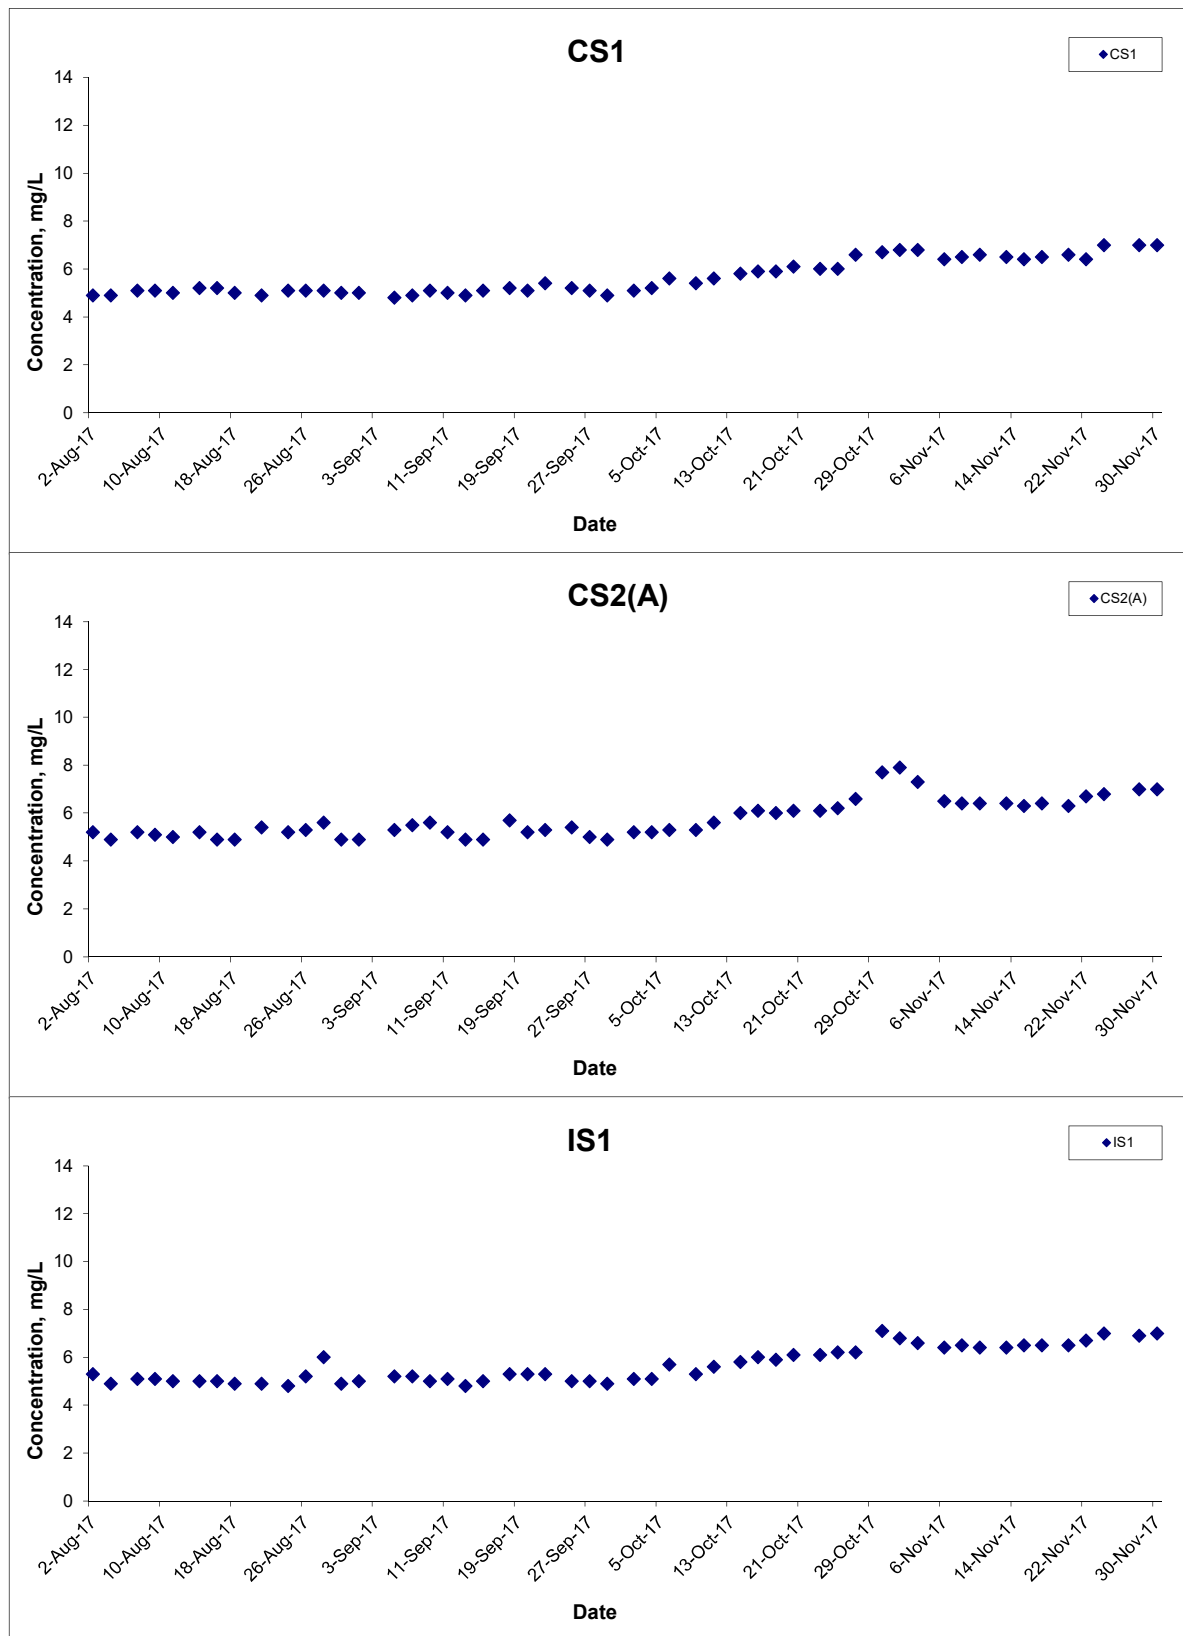 CS1
CS1
14
12
10
8
6
4
2
0
Concentration, mg/L
2-Aug-17
10-Aug-17
18-Aug-17
26-Aug-17
3-Sep-17
11-Sep-17
19-Sep-17
27-Sep-17
5-Oct-17
13-Oct-17
21-Oct-17
29-Oct-17
6-Nov-17
14-Nov-17
22-Nov-17
30-Nov-17
Date
CS2(A)
CS2(A)
14
12
10
8
6
4
2
0
Concentration, mg/L
2-Aug-17
10-Aug-17
18-Aug-17
26-Aug-17
3-Sep-17
11-Sep-17
19-Sep-17
27-Sep-17
5-Oct-17
13-Oct-17
21-Oct-17
29-Oct-17
6-Nov-17
14-Nov-17
22-Nov-17
30-Nov-17
Date
IS1
IS1
14
12
10
8
6
4
2
0
Concentration, mg/L
2-Aug-17
10-Aug-17
18-Aug-17
26-Aug-17
3-Sep-17
11-Sep-17
19-Sep-17
27-Sep-17
5-Oct-17
13-Oct-17
21-Oct-17
29-Oct-17
6-Nov-17
14-Nov-17
22-Nov-17
30-Nov-17
Date